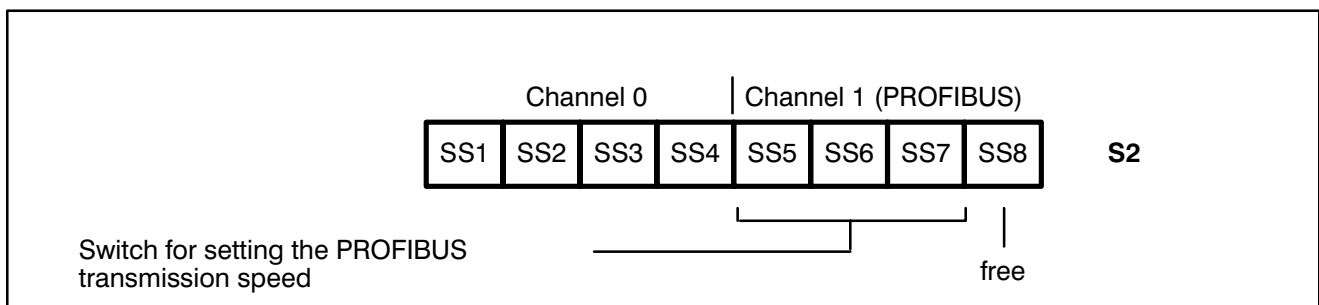 Channel 0 Channel 1 (PROFIBUS)
SS1 SS2 SS3 SS4 SS5 SS6 SS7 SS8 S2
Switch for setting the PROFIBUS
transmission speed
free